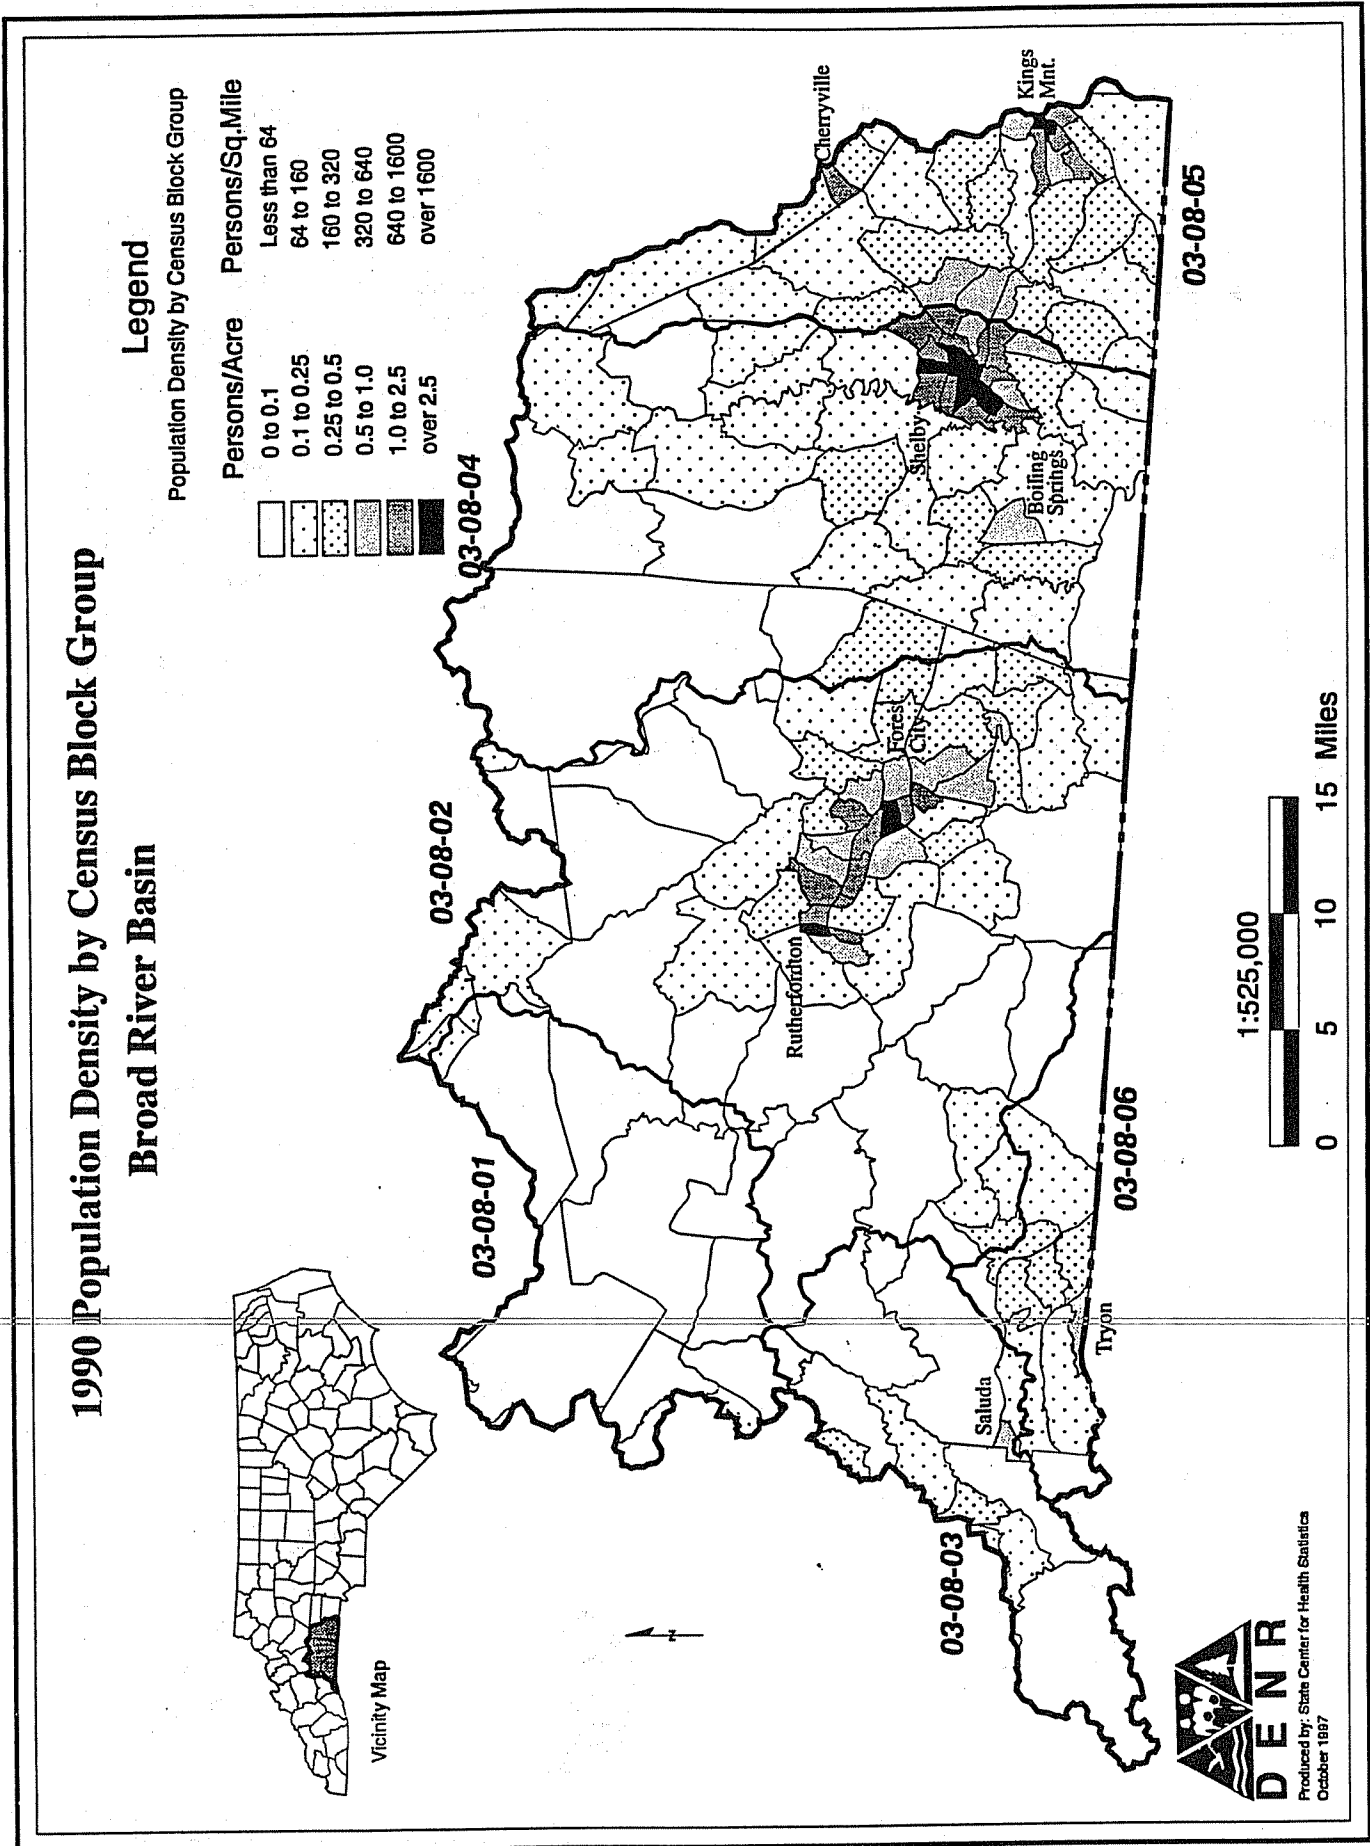 1990 Population Density by Census Block Group
Broad River Basin
Legend
Population Density by Census Block Group
Persons/Acre Persons/Sq.Mile
0 to 0.1 Less than 64
0.1 to 0.25 64 to 160
0.25 to 0.5 160 to 320
0.5 to 1.0 320 to 640
1.0 to 2.5 640 to 1600
over 2.5 over 1600
Vicinity Map
03-08-01
03-08-02
03-08-04
N
Cherryville
Rutherfordton
Forest
City
Shelby
Kings
Mnt.
Boiling
Springs
Saluda
03-08-03
Tryon
03-08-06
03-08-05
1:525,000
0 5 10 15 Miles
DENR
Produced by: State Center for Health Statistics
October 1997